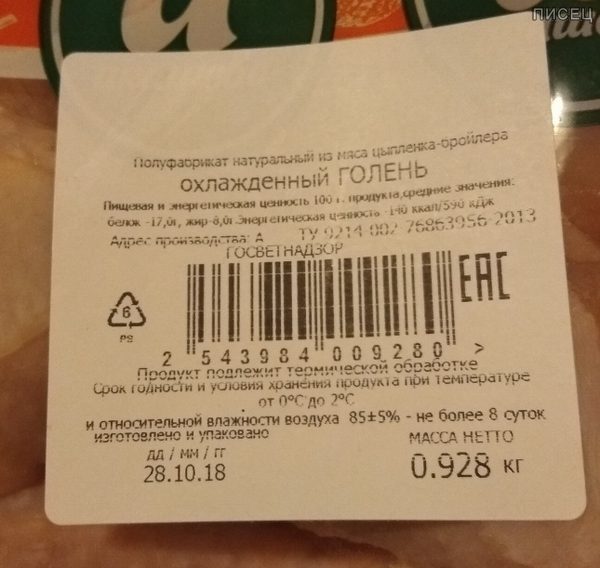 ПИСЕЦ
Полуфабрикат натуральный из мяса цыпленка-бройлера
охлажденный ГОЛЕНЬ
Пищевая и энергетическая ценность 100 г. продукта,средние значения:
белок -17,0г, жир-8,0г.Энергетическая ценность -140 ккал/590 кДж
Адрес производства: А ТУ 9214-002-76863956-2013
ГОСВЕТНАДЗОР
EAC
6
PS
2 543984 009280 >
Продукт подлежит термической обработке
Срок годности и условия хранения продукта при температуре
от 0°С до 2°С
и относительной влажности воздуха 85±5% - не более 8 суток
изготовлено и упаковано
МАССА НЕТТО
дд / мм / гг
28.10.18
0.928 кг